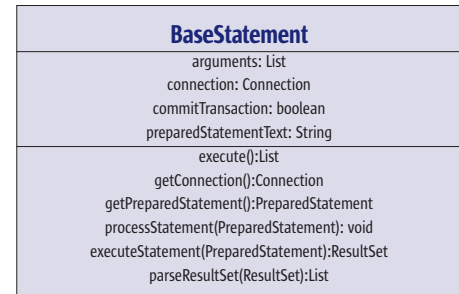 BaseStatement
arguments: List
connection: Connection
commitTransaction: boolean
preparedStatementText: String
execute():List
getConnection():Connection
getPreparedStatement():PreparedStatement
processStatement(PreparedStatement): void
executeStatement(PreparedStatement):ResultSet
parseResultSet(ResultSet):List